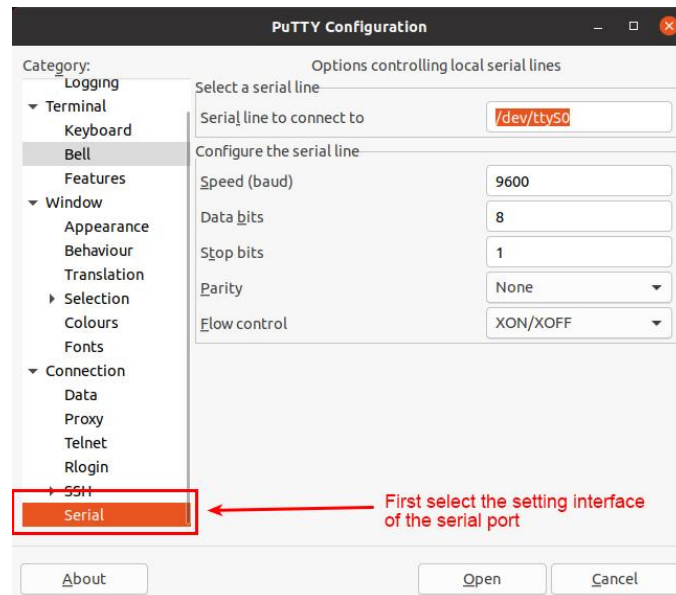 PuTTY Configuration
Category:
Logging
Terminal
Keyboard
Bell
Features
Window
Appearance
Behaviour
Translation
Selection
Colours
Fonts
Connection
Data
Proxy
Telnet
Rlogin
SSH
Serial
Options controlling local serial lines
Select a serial line
Serial line to connect to /dev/ttyS0
Configure the serial line
Speed (baud) 9600
Data bits 8
Stop bits 1
Parity None
Flow control XON/XOFF
First select the setting interface
of the serial port
About Open Cancel